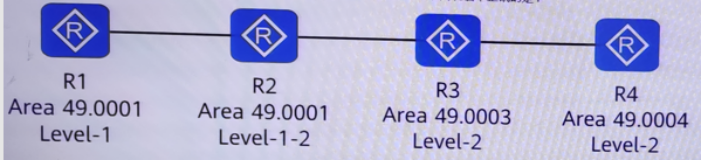 R R R R
R1 R2 R3 R4
Area 49.0001 Area 49.0001 Area 49.0003 Area 49.0004
Level-1 Level-1-2 Level-2 Level-2